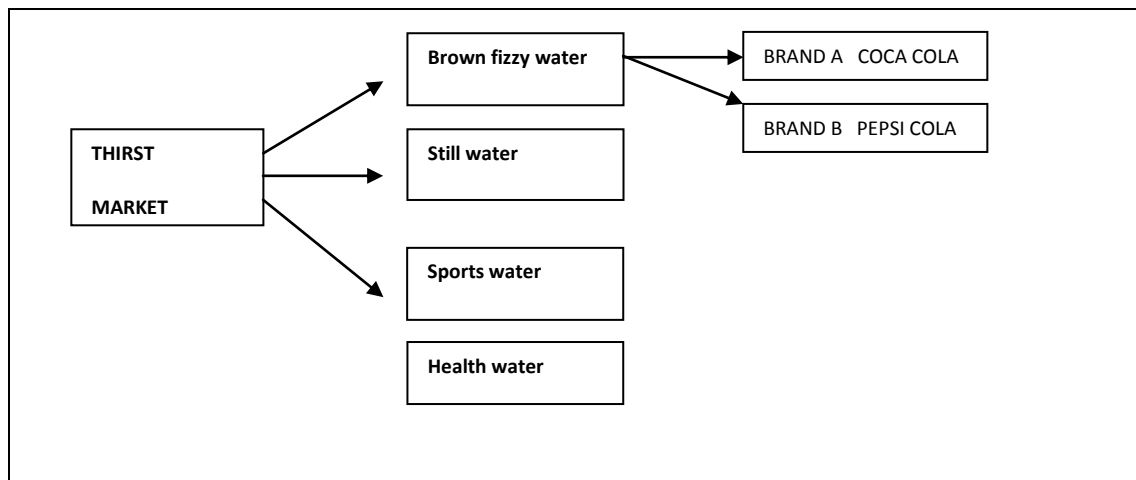 THIRST
MARKET
Brown fizzy water
Still water
Sports water
Health water
BRAND A COCA COLA
BRAND B PEPSI COLA